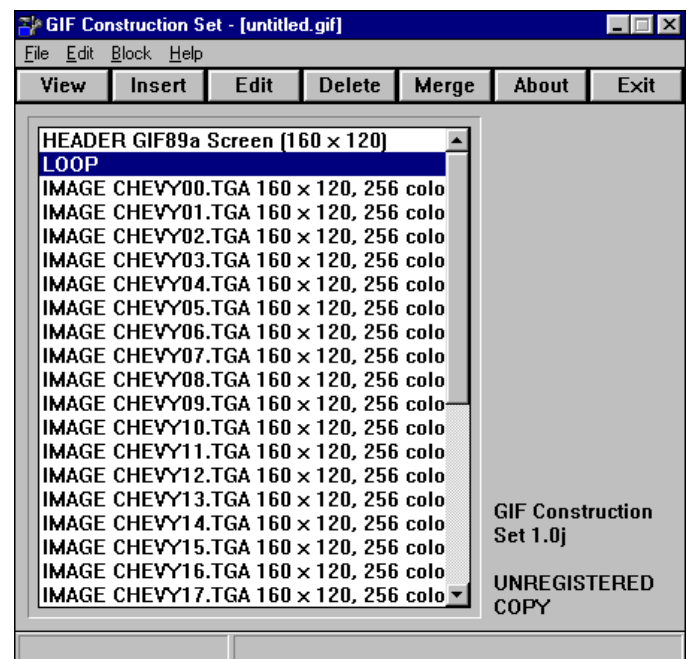 GIF Construction Set - [untitled.gif]
File Edit Block Help
View Insert Edit Delete Merge About Exit
HEADER GIF89a Screen (160 x 120)
LOOP
IMAGE CHEVY00.TGA 160 x 120, 256 colo
IMAGE CHEVY01.TGA 160 x 120, 256 colo
IMAGE CHEVY02.TGA 160 x 120, 256 colo
IMAGE CHEVY03.TGA 160 x 120, 256 colo
IMAGE CHEVY04.TGA 160 x 120, 256 colo
IMAGE CHEVY05.TGA 160 x 120, 256 colo
IMAGE CHEVY06.TGA 160 x 120, 256 colo
IMAGE CHEVY07.TGA 160 x 120, 256 colo
IMAGE CHEVY08.TGA 160 x 120, 256 colo
IMAGE CHEVY09.TGA 160 x 120, 256 colo
IMAGE CHEVY10.TGA 160 x 120, 256 colo
IMAGE CHEVY11.TGA 160 x 120, 256 colo
IMAGE CHEVY12.TGA 160 x 120, 256 colo
IMAGE CHEVY13.TGA 160 x 120, 256 colo
IMAGE CHEVY14.TGA 160 x 120, 256 colo
IMAGE CHEVY15.TGA 160 x 120, 256 colo
IMAGE CHEVY16.TGA 160 x 120, 256 colo
IMAGE CHEVY17.TGA 160 x 120, 256 colo
GIF Construction
Set 1.0j
UNREGISTERED
COPY